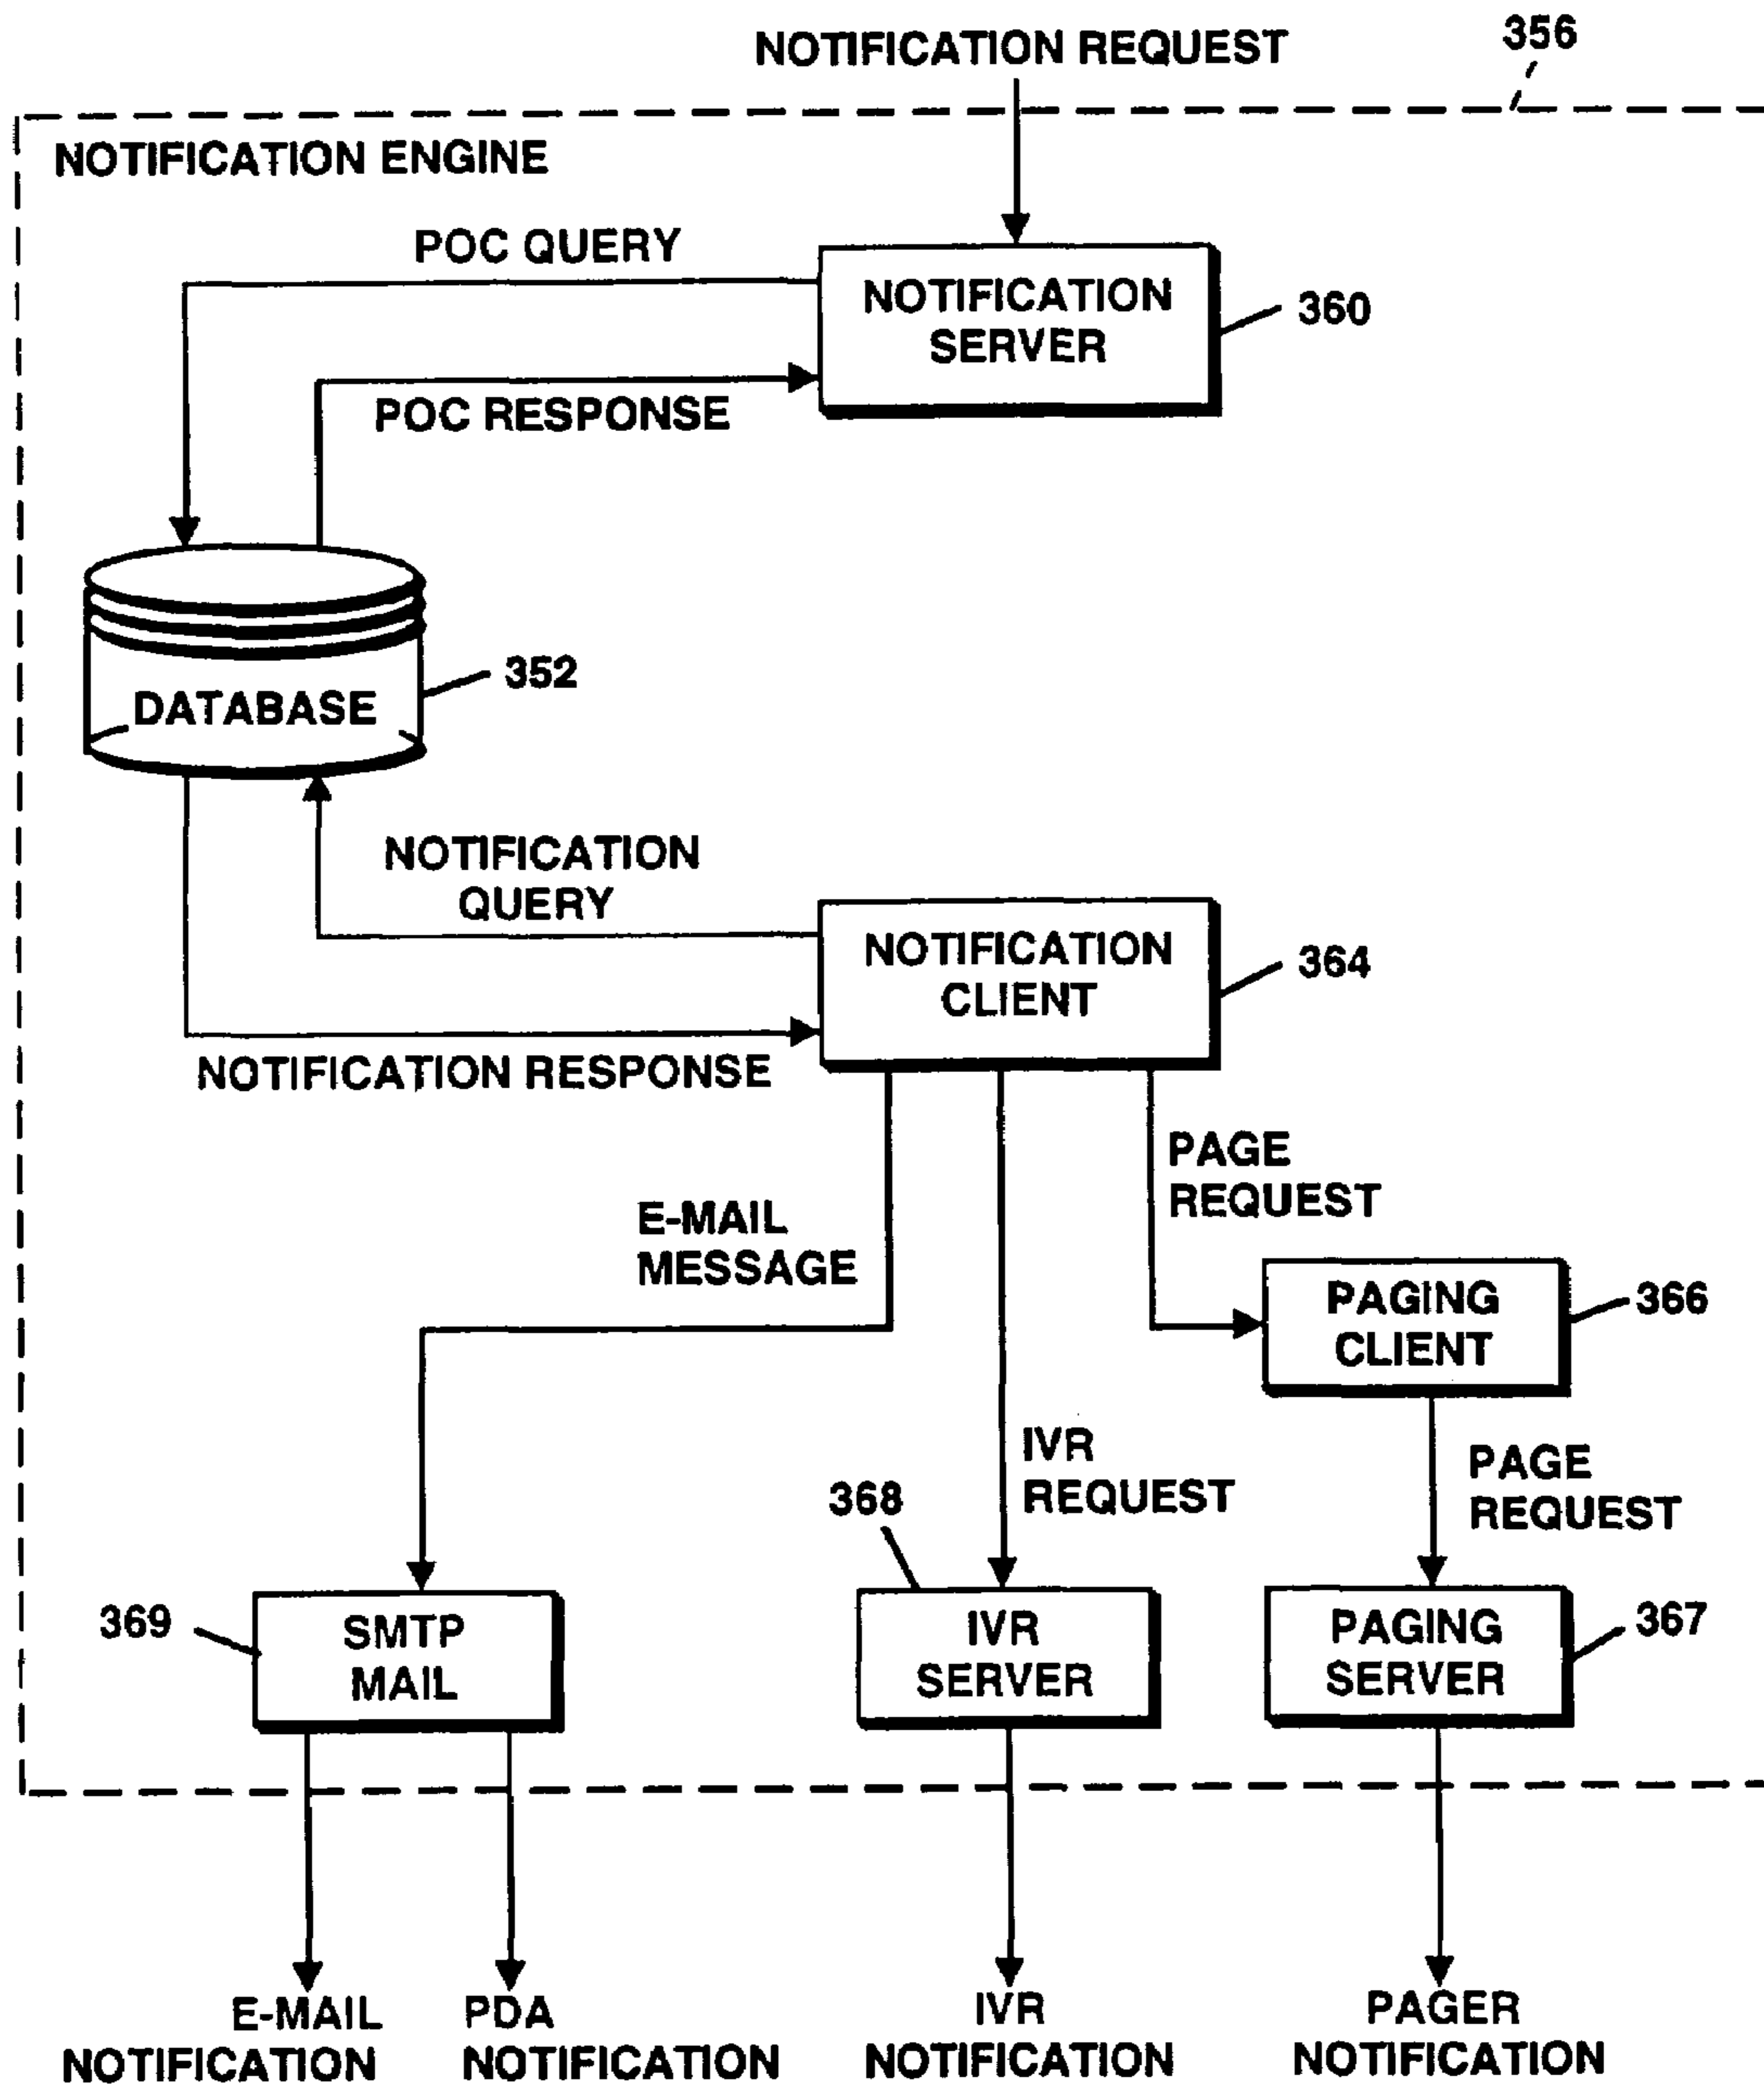 NOTIFICATION REQUEST
356
NOTIFICATION ENGINE
POC QUERY
NOTIFICATION
SERVER
360
POC RESPONSE
352
DATABASE
NOTIFICATION
QUERY
NOTIFICATION
CLIENT
364
NOTIFICATION RESPONSE
PAGE
REQUEST
E-MAIL
MESSAGE
PAGING
CLIENT
366
IVR
REQUEST
PAGE
REQUEST
368
369
SMTP
MAIL
IVR
SERVER
PAGING
SERVER
367
E-MAIL
NOTIFICATION
PDA
NOTIFICATION
IVR
NOTIFICATION
PAGER
NOTIFICATION